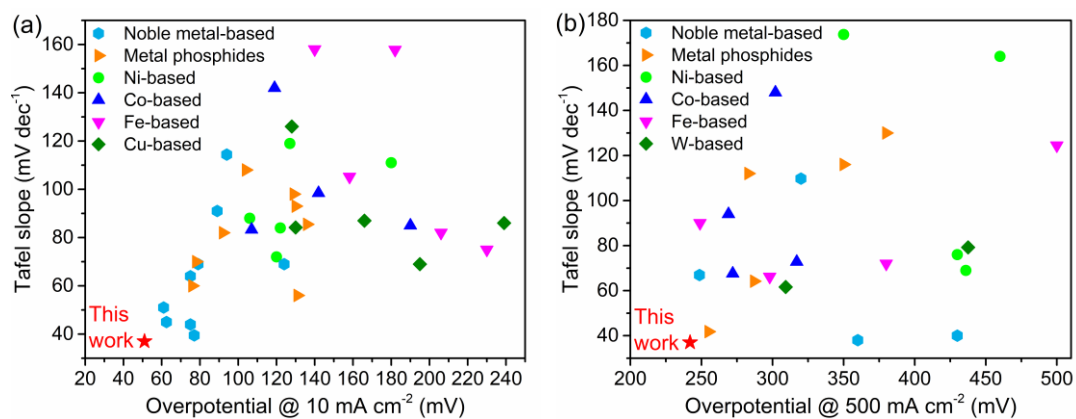 (a)
Noble metal-based
Metal phosphides
Ni-based
Co-based
Fe-based
Cu-based
This
work
Tafel slope (mV dec⁻¹)
160
140
120
100
80
60
40
20 40 60 80 100 120 140 160 180 200 220 240
Overpotential @ 10 mA cm⁻² (mV)
(b)
Noble metal-based
Metal phosphides
Ni-based
Co-based
Fe-based
W-based
This
work
Tafel slope (mV dec⁻¹)
180
160
140
120
100
80
60
40
200 250 300 350 400 450 500
Overpotential @ 500 mA cm⁻² (mV)